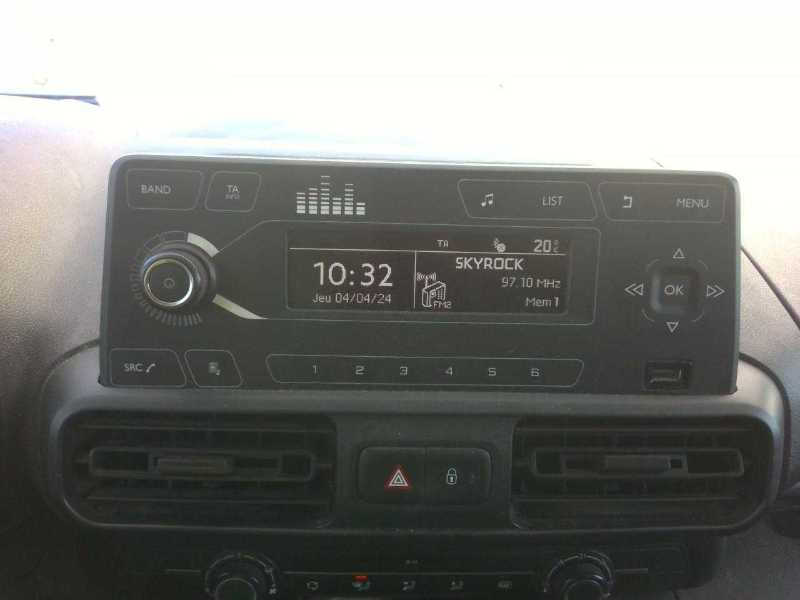 BAND
TA
INFO
LIST
MENU
TA
20°C
10:32
SKYROCK
97.10 MHz
Jeu 04/04/24
FM2
Mem 1
OK
SRC
1 2 3 4 5 6